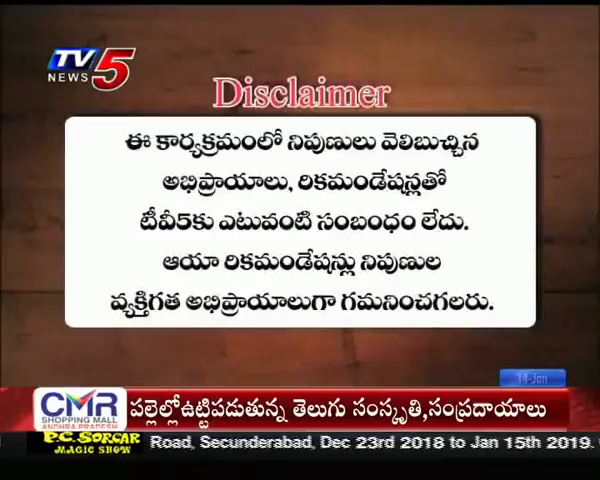 TV5
NEWS
Disclaimer
ఈ కార్యక్రమంలో నిపుణులు వెలిబుచ్చిన
అభిప్రాయాలు, రికమండేషన్లతో
టీవీ5కు ఎటువంటి సంబంధం లేదు.
ఆయా రికమండేషన్లు నిపుణుల
వ్యక్తిగత అభిప్రాయాలుగా గమనించగలరు.
14-Jan
CMR
SHOPPING MALL
ANDHRA PRADESH
పల్లెల్లోఉట్టిపడుతున్న తెలుగు సంస్కృతి,సంప్రదాయాలు
P.C. SORCAR
MAGIC SHOW
Road, Secunderabad, Dec 23rd 2018 to Jan 15th 2019.